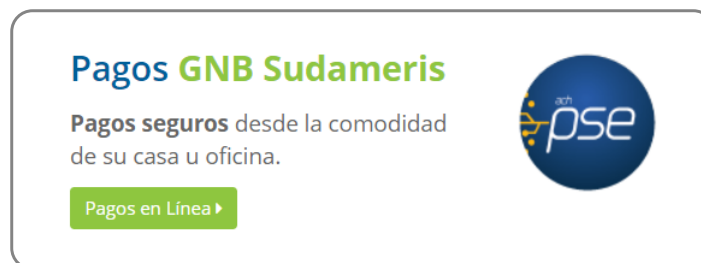 Pagos GNB Sudameris
Pagos seguros desde la comodidad
de su casa u oficina.
Pagos en Línea
ach
pse